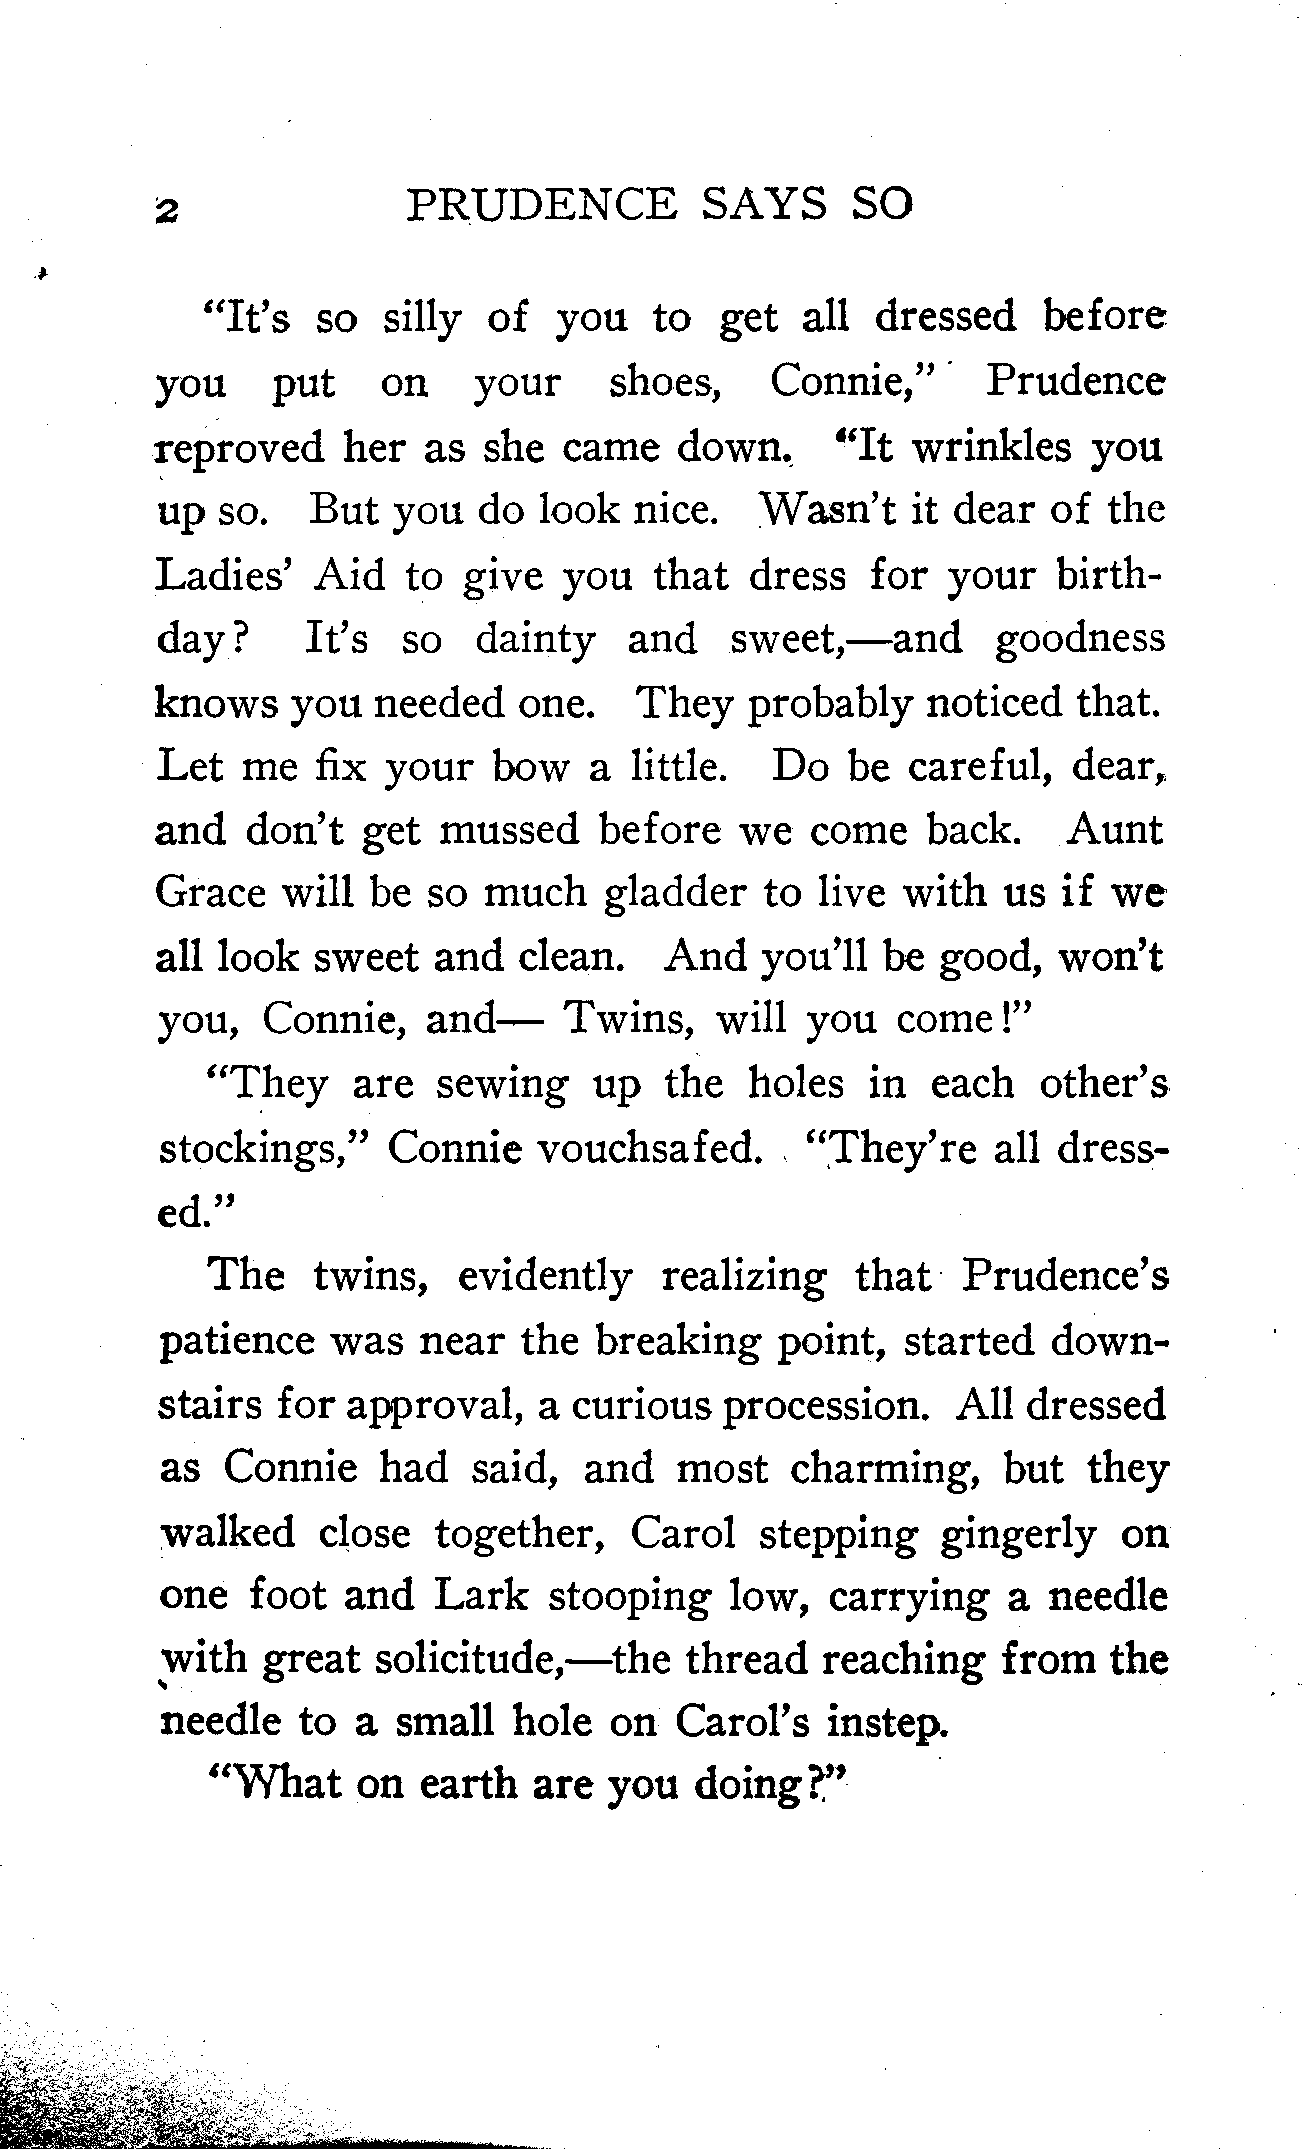 2 PRUDENCE SAYS SO
"It's so silly of you to get all dressed before
you put on your shoes, Connie," Prudence
reproved her as she came down. "It wrinkles you
up so. But you do look nice. Wasn't it dear of the
Ladies' Aid to give you that dress for your birth-
day? It's so dainty and sweet,—and goodness
knows you needed one. They probably noticed that.
Let me fix your bow a little. Do be careful, dear,
and don't get mussed before we come back. Aunt
Grace will be so much gladder to live with us if we
all look sweet and clean. And you'll be good, won't
you, Connie, and— Twins, will you come!"
"They are sewing up the holes in each other's
stockings," Connie vouchsafed. "They're all dress-
ed."
The twins, evidently realizing that Prudence's
patience was near the breaking point, started down-
stairs for approval, a curious procession. All dressed
as Connie had said, and most charming, but they
walked close together, Carol stepping gingerly on
one foot and Lark stooping low, carrying a needle
with great solicitude,—the thread reaching from the
needle to a small hole on Carol's instep.
"What on earth are you doing?"